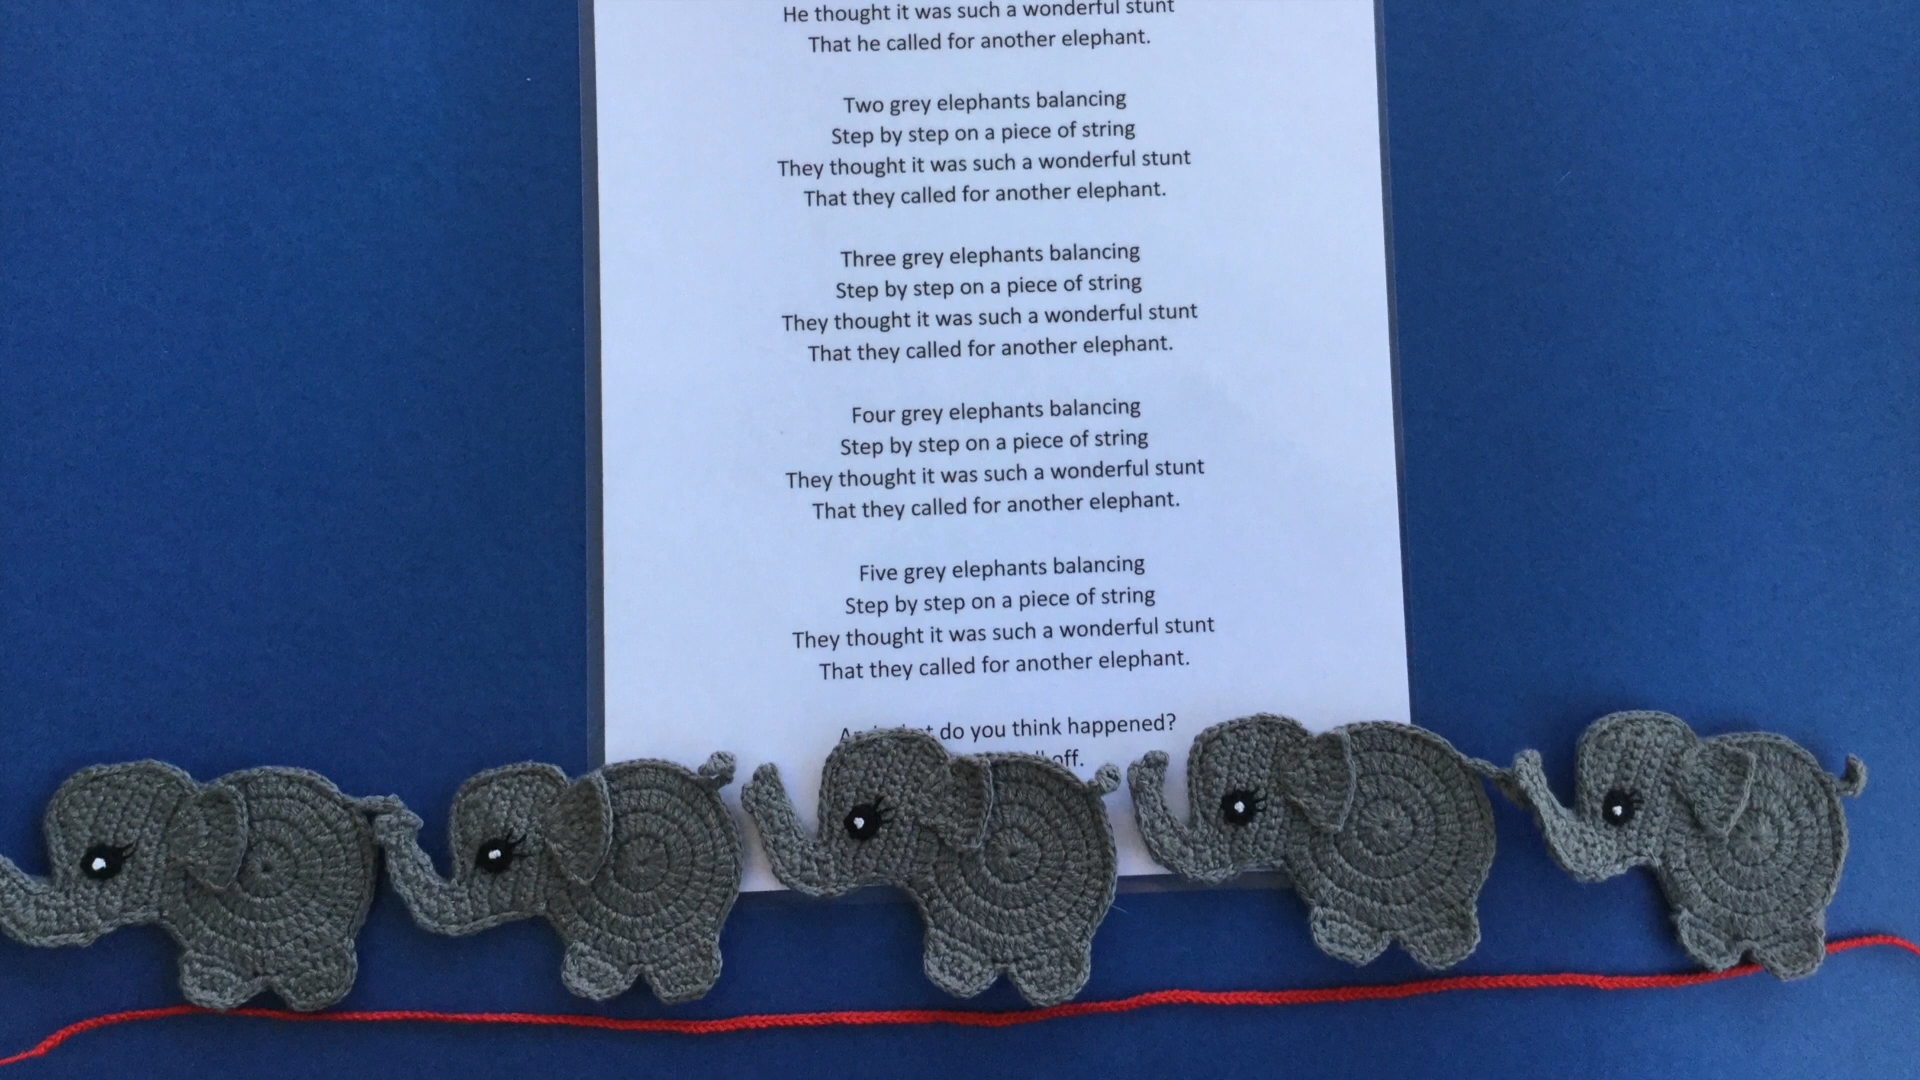 He thought it was such a wonderful stunt
That he called for another elephant.
Two grey elephants balancing
Step by step on a piece of string
They thought it was such a wonderful stunt
That they called for another elephant.
Three grey elephants balancing
Step by step on a piece of string
They thought it was such a wonderful stunt
That they called for another elephant.
Four grey elephants balancing
Step by step on a piece of string
They thought it was such a wonderful stunt
That they called for another elephant.
Five grey elephants balancing
Step by step on a piece of string
They thought it was such a wonderful stunt
That they called for another elephant.
do you think happened?
off.